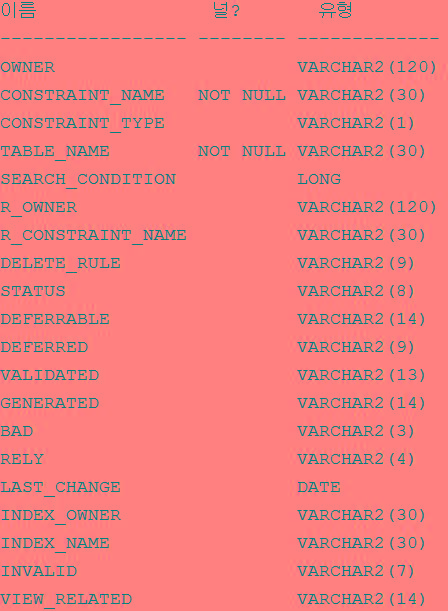 이름 널? 유형
----------------- -------- -------------
OWNER VARCHAR2(120)
CONSTRAINT_NAME NOT NULL VARCHAR2(30)
CONSTRAINT_TYPE VARCHAR2(1)
TABLE_NAME NOT NULL VARCHAR2(30)
SEARCH_CONDITION LONG
R_OWNER VARCHAR2(120)
R_CONSTRAINT_NAME VARCHAR2(30)
DELETE_RULE VARCHAR2(9)
STATUS VARCHAR2(8)
DEFERRABLE VARCHAR2(14)
DEFERRED VARCHAR2(9)
VALIDATED VARCHAR2(13)
GENERATED VARCHAR2(14)
BAD VARCHAR2(3)
RELY VARCHAR2(4)
LAST_CHANGE DATE
INDEX_OWNER VARCHAR2(30)
INDEX_NAME VARCHAR2(30)
INVALID VARCHAR2(7)
VIEW_RELATED VARCHAR2(14)